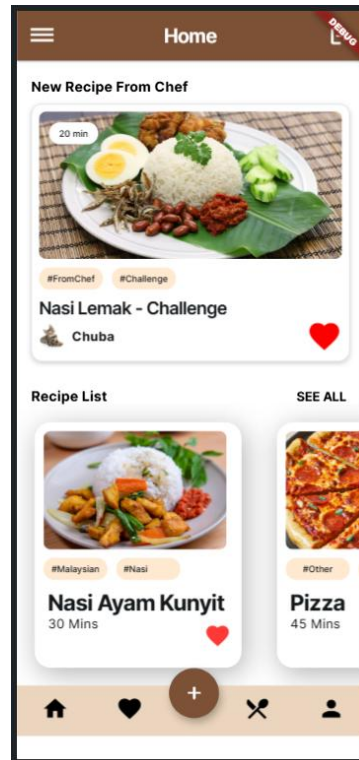 Home
DEBUG
New Recipe From Chef
20 min
#FromChef #Challenge
Nasi Lemak - Challenge
Chuba
Recipe List SEE ALL
#Malaysian #Nasi
#Other
Nasi Ayam Kunyit
30 Mins
Pizza
45 Mins
+